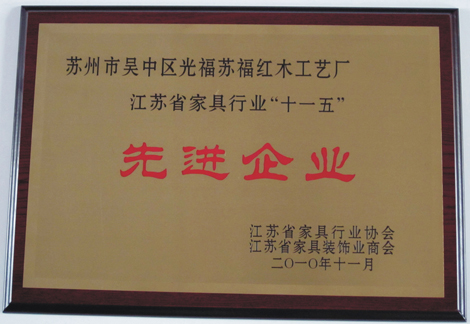 苏州市吴中区光福苏福红木工艺厂
江苏省家具行业“十一五”
先进企业
江苏省家具行业协会
江苏省家具装饰业商会
二〇一〇年十一月